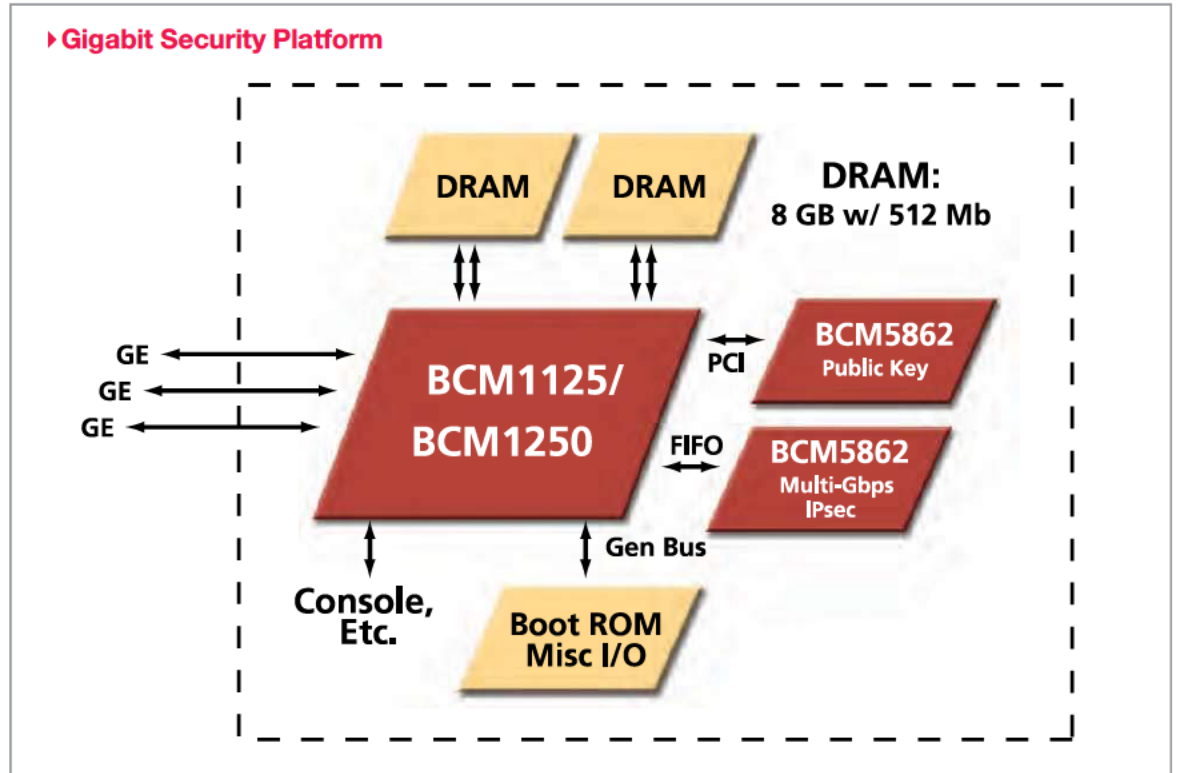 Gigabit Security Platform
DRAM
DRAM
DRAM:
8 GB w/ 512 Mb
BCM5862
Public Key
PCI
GE
GE
GE
BCM1125/
BCM1250
FIFO
BCM5862
Multi-Gbps
IPsec
Gen Bus
Console,
Etc.
Boot ROM
Misc I/O